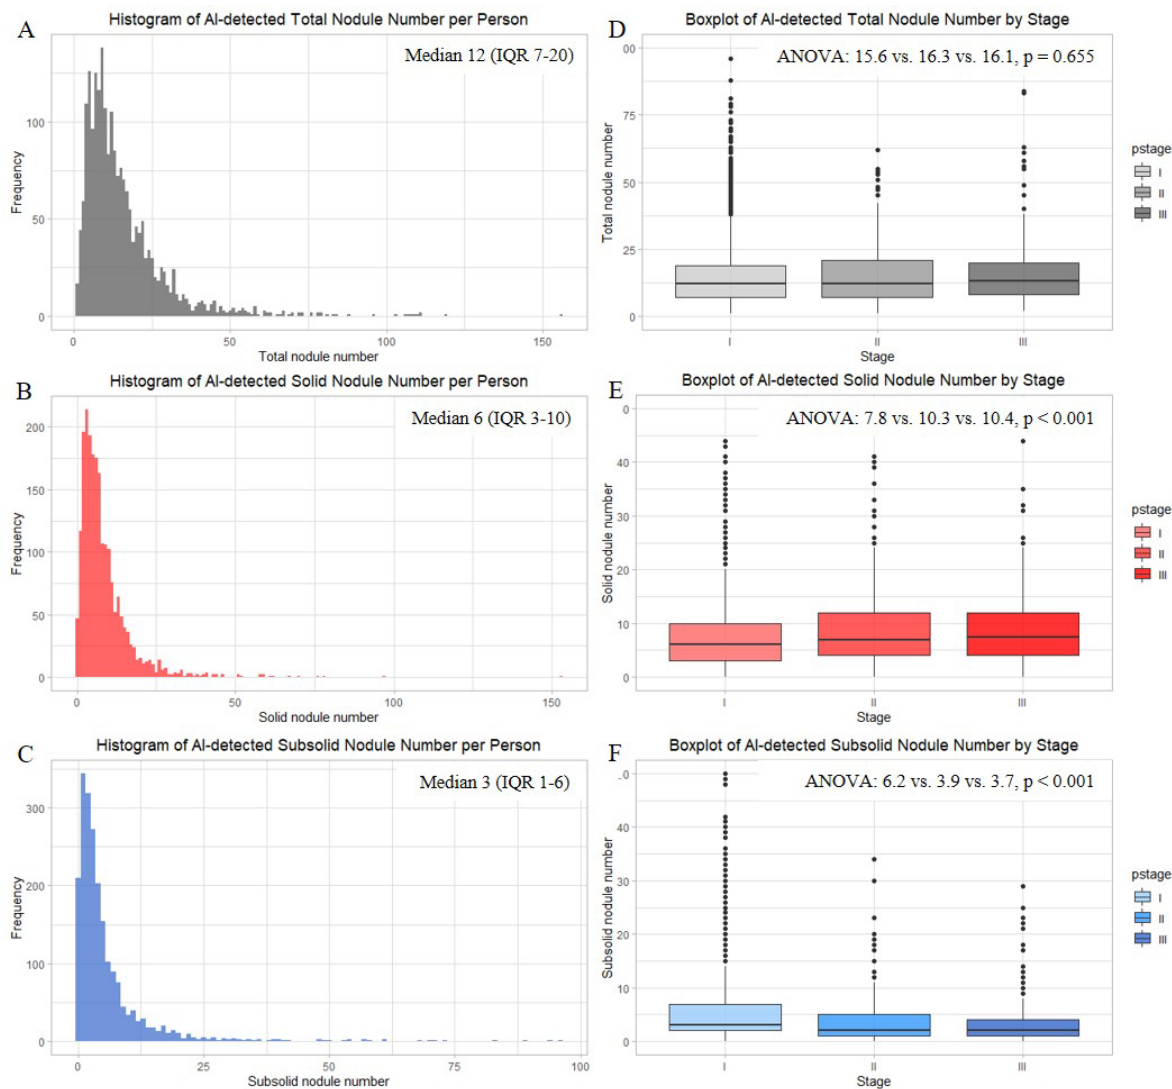 A
Histogram of AI-detected Total Nodule Number per Person
Median 12 (IQR 7-20)
Frequency
100
50
0
0
50
100
150
Total nodule number
D
Boxplot of AI-detected Total Nodule Number by Stage
ANOVA: 15.6 vs. 16.3 vs. 16.1, p = 0.655
Total nodule number
00
75
50
25
0
I
II
III
Stage
pstage
I
II
III
B
Histogram of AI-detected Solid Nodule Number per Person
Median 6 (IQR 3-10)
Frequency
200
150
100
50
0
0
50
100
150
Solid nodule number
E
Boxplot of AI-detected Solid Nodule Number by Stage
ANOVA: 7.8 vs. 10.3 vs. 10.4, p < 0.001
Solid nodule number
0
40
30
20
10
0
I
II
III
Stage
pstage
I
II
III
C
Histogram of AI-detected Subsolid Nodule Number per Person
Median 3 (IQR 1-6)
Frequency
300
200
100
0
0
25
50
75
100
Subsolid nodule number
F
Boxplot of AI-detected Subsolid Nodule Number by Stage
ANOVA: 6.2 vs. 3.9 vs. 3.7, p < 0.001
Subsolid nodule number
0
40
30
20
10
0
I
II
III
Stage
pstage
I
II
III